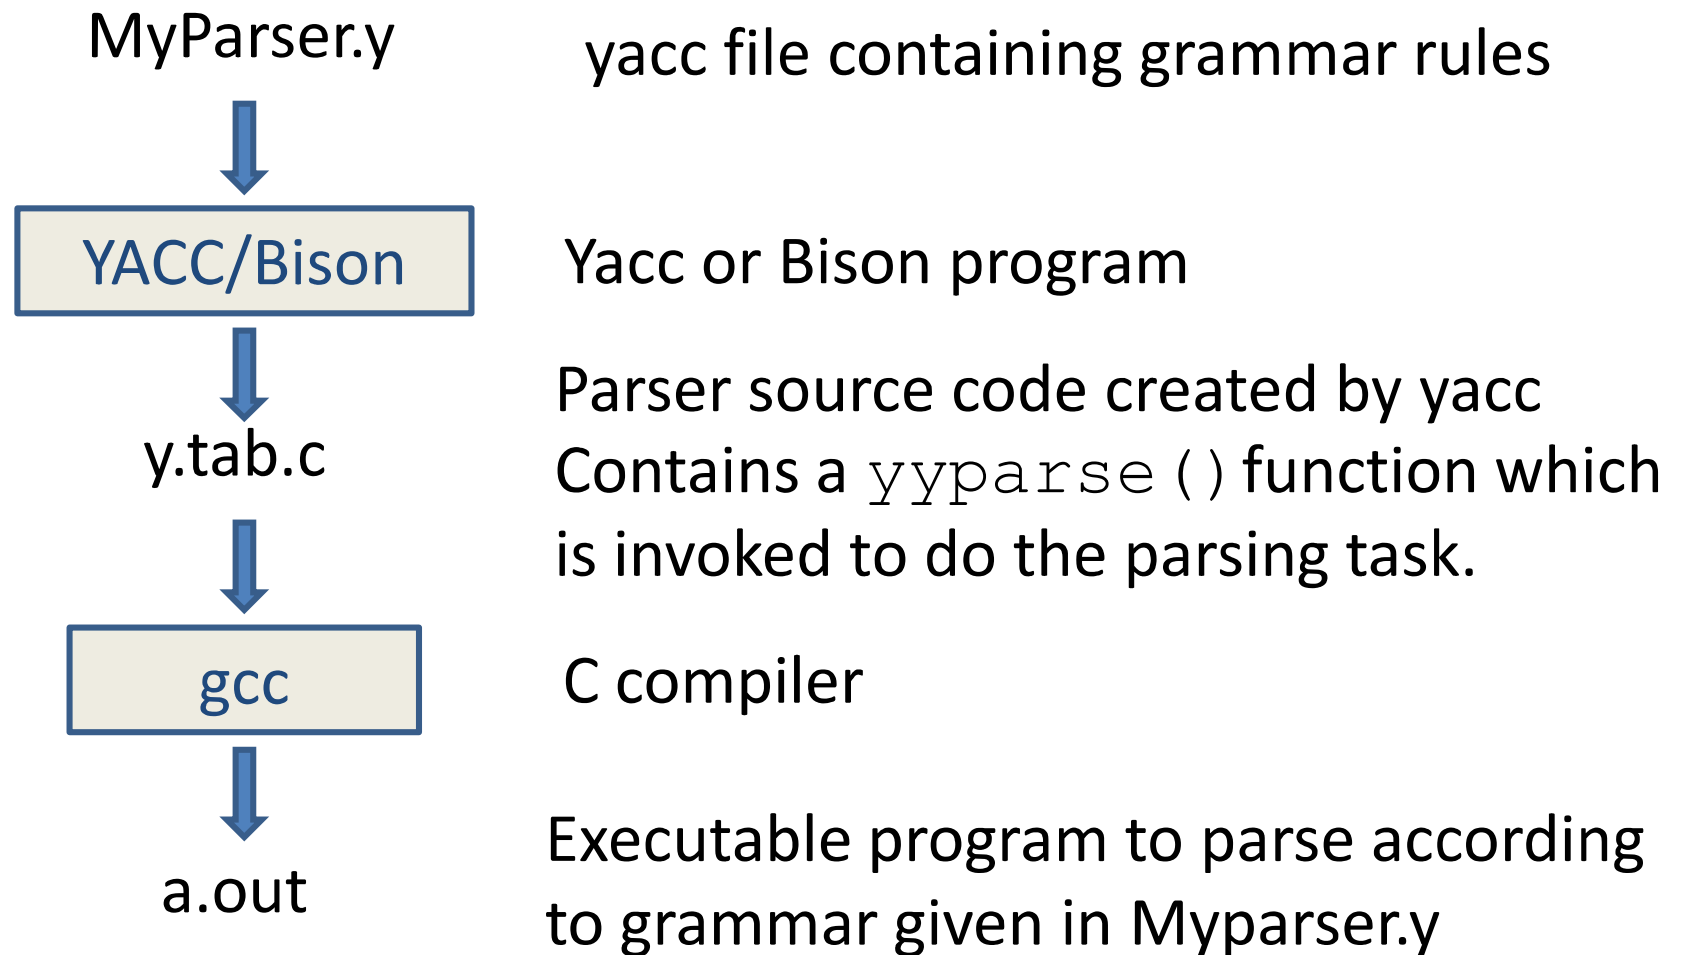 MyParser.y
yacc file containing grammar rules
YACC/Bison
Yacc or Bison program
y.tab.c
Parser source code created by yacc
Contains a yyparse() function which
is invoked to do the parsing task.
gcc
C compiler
a.out
Executable program to parse according
to grammar given in Myparser.y